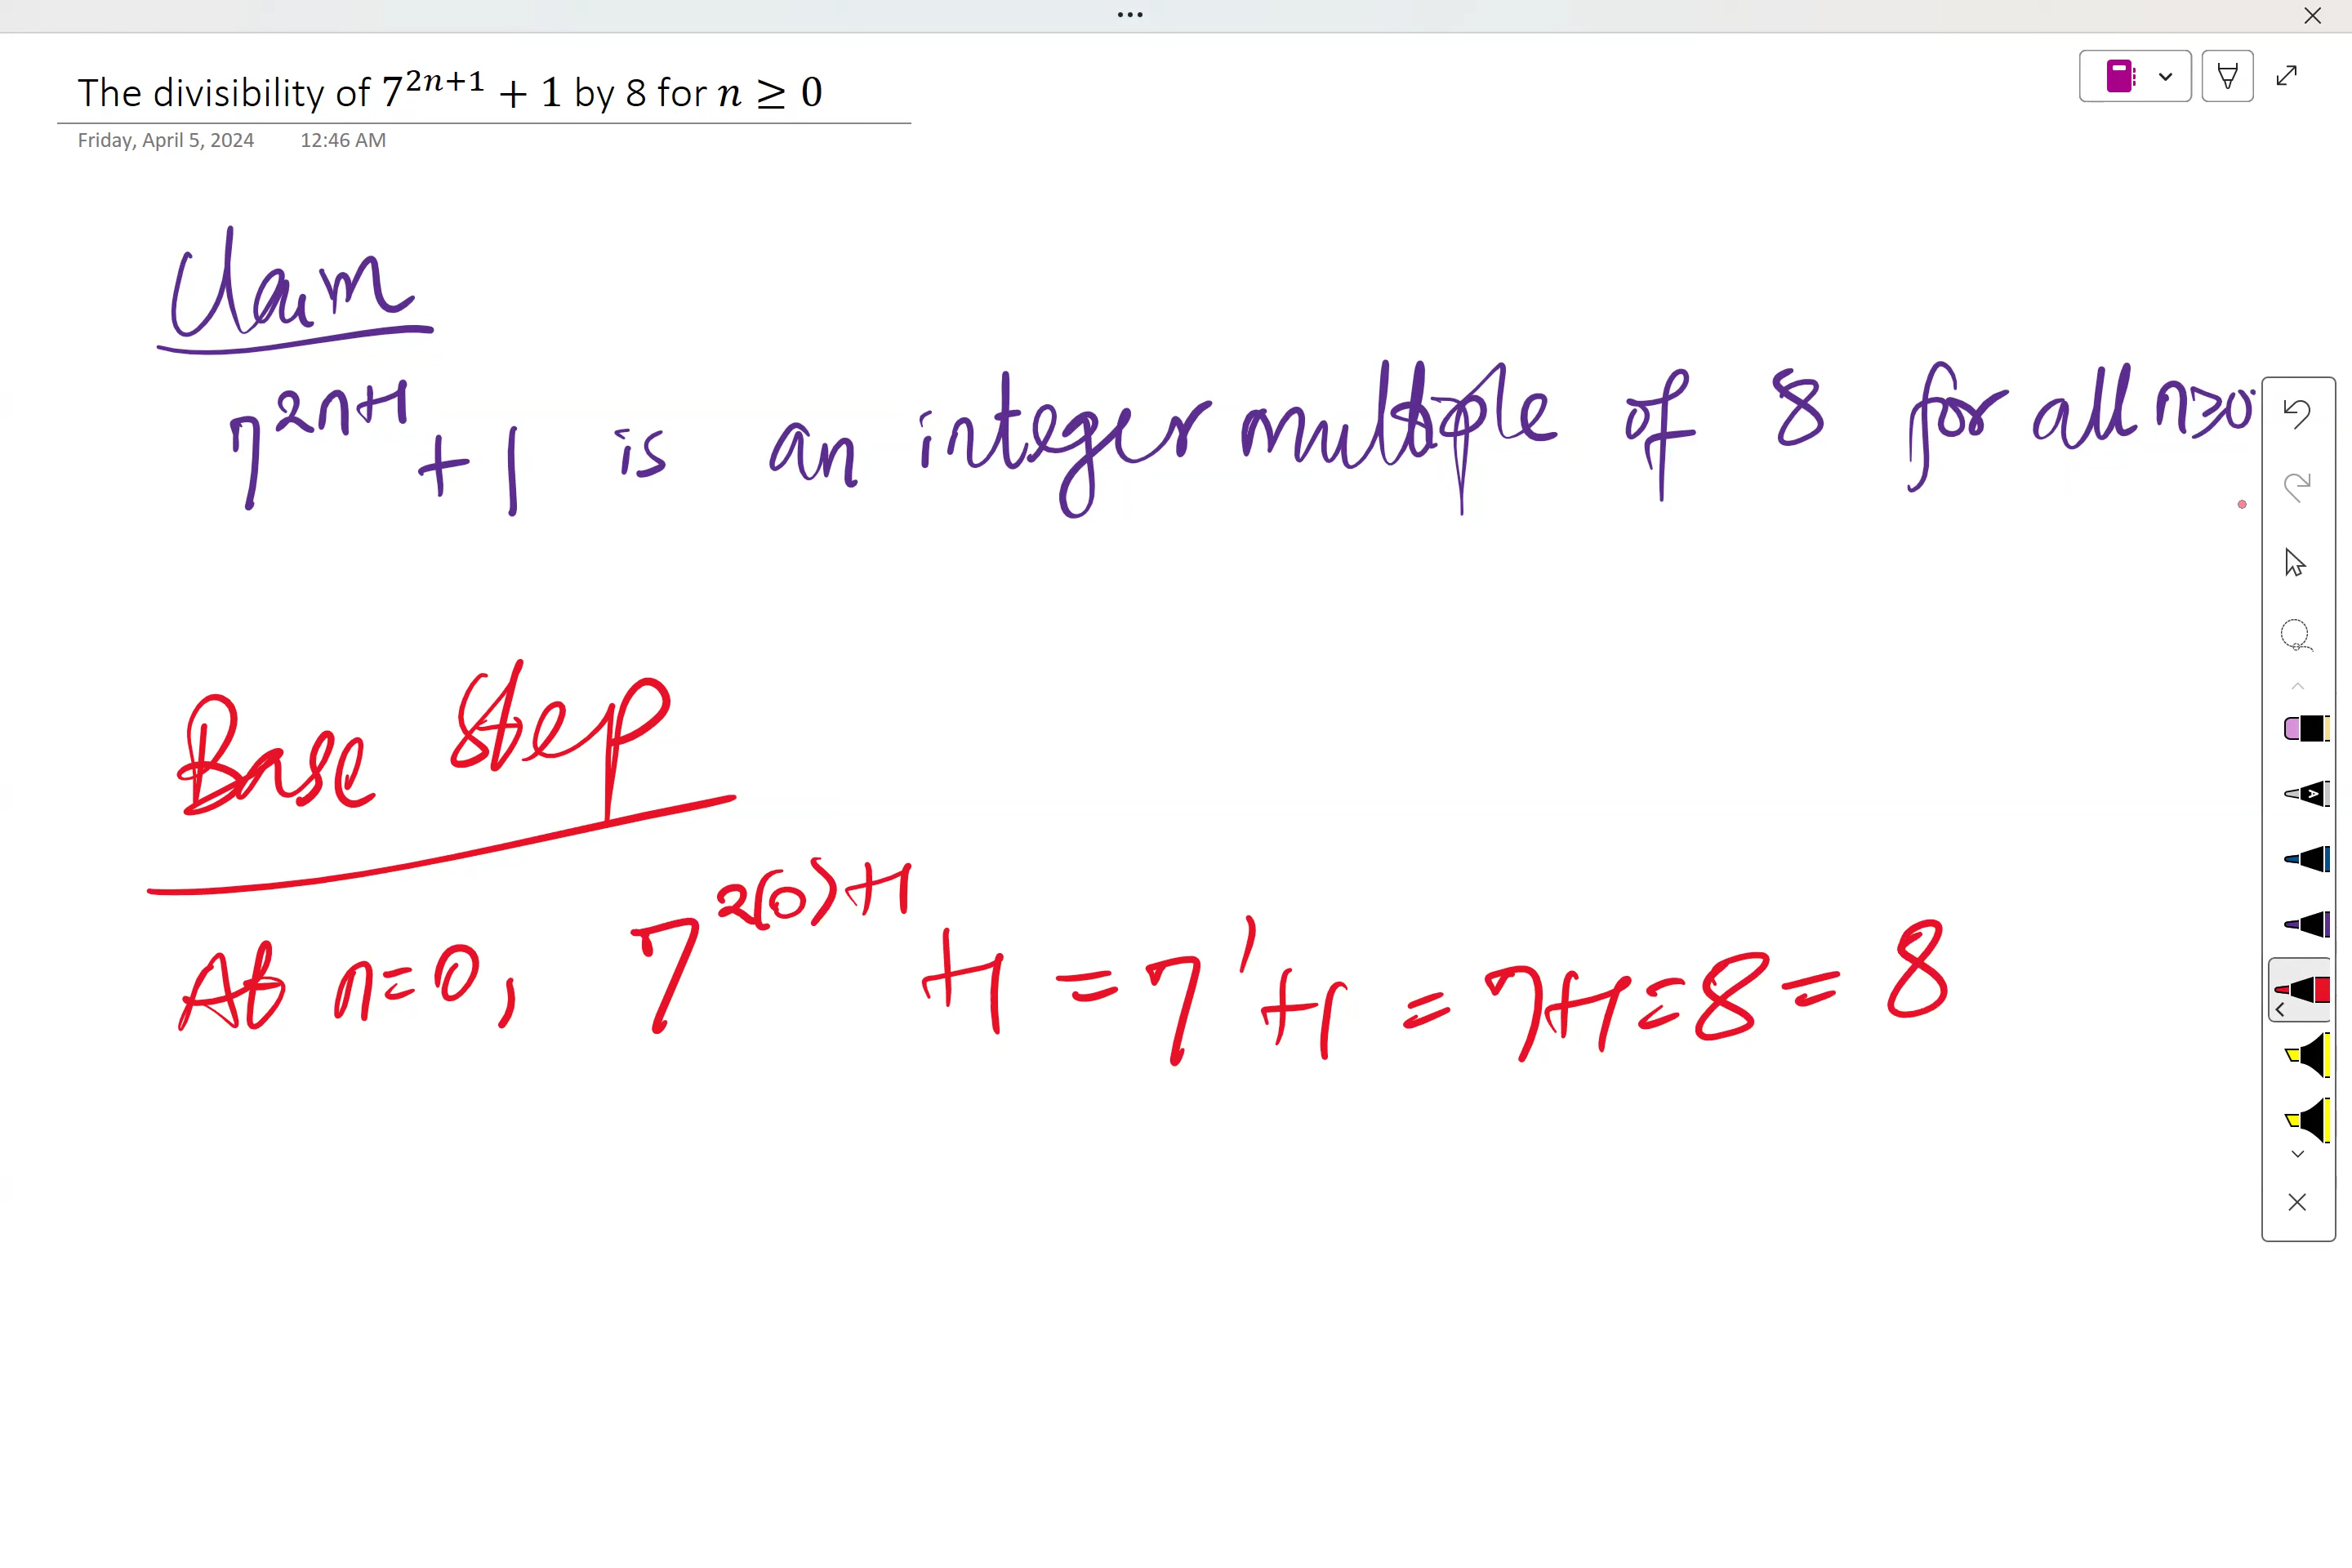 The divisibility of 7^{2n+1} + 1 by 8 for n ≥ 0
Friday, April 5, 2024 12:46 AM
Claim
7^{2n+1} + 1 is an integer multiple of 8 for all n≥0.
Base Step
At n=0, 7^{2(0)+1} +1 = 7^1+1 = 7+1=8= 8